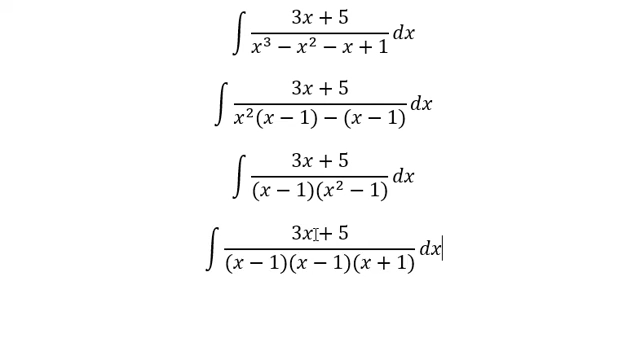 ∫ (3x + 5)/(x³ − x² − x + 1) dx
∫ (3x + 5)/(x²(x − 1) − (x − 1)) dx
∫ (3x + 5)/((x − 1)(x² − 1)) dx
∫ (3x + 5)/((x − 1)(x − 1)(x + 1)) dx